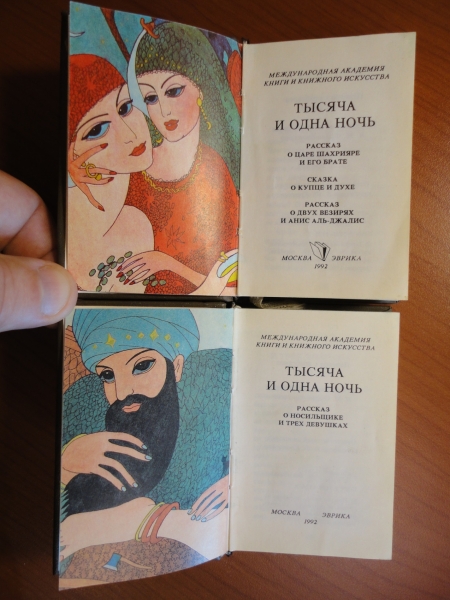 МЕЖДУНАРОДНАЯ АКАДЕМИЯ
КНИГИ И КНИЖНОГО ИСКУССТВА
ТЫСЯЧА
И ОДНА НОЧЬ
РАССКАЗ
О ЦАРЕ ШАХРИЯРЕ
И ЕГО БРАТЕ
СКАЗКА
О КУПЦЕ И ДУХЕ
РАССКАЗ
О ДВУХ ВЕЗИРЯХ
И АНИС АЛЬ-ДЖАЛИС
МОСКВА ЭВРИКА
1992
МЕЖДУНАРОДНАЯ АКАДЕМИЯ
КНИГИ И КНИЖНОГО ИСКУССТВА
ТЫСЯЧА
И ОДНА НОЧЬ
РАССКАЗ
О НОСИЛЬЩИКЕ
И ТРЕХ ДЕВУШКАХ
МОСКВА ЭВРИКА
1992